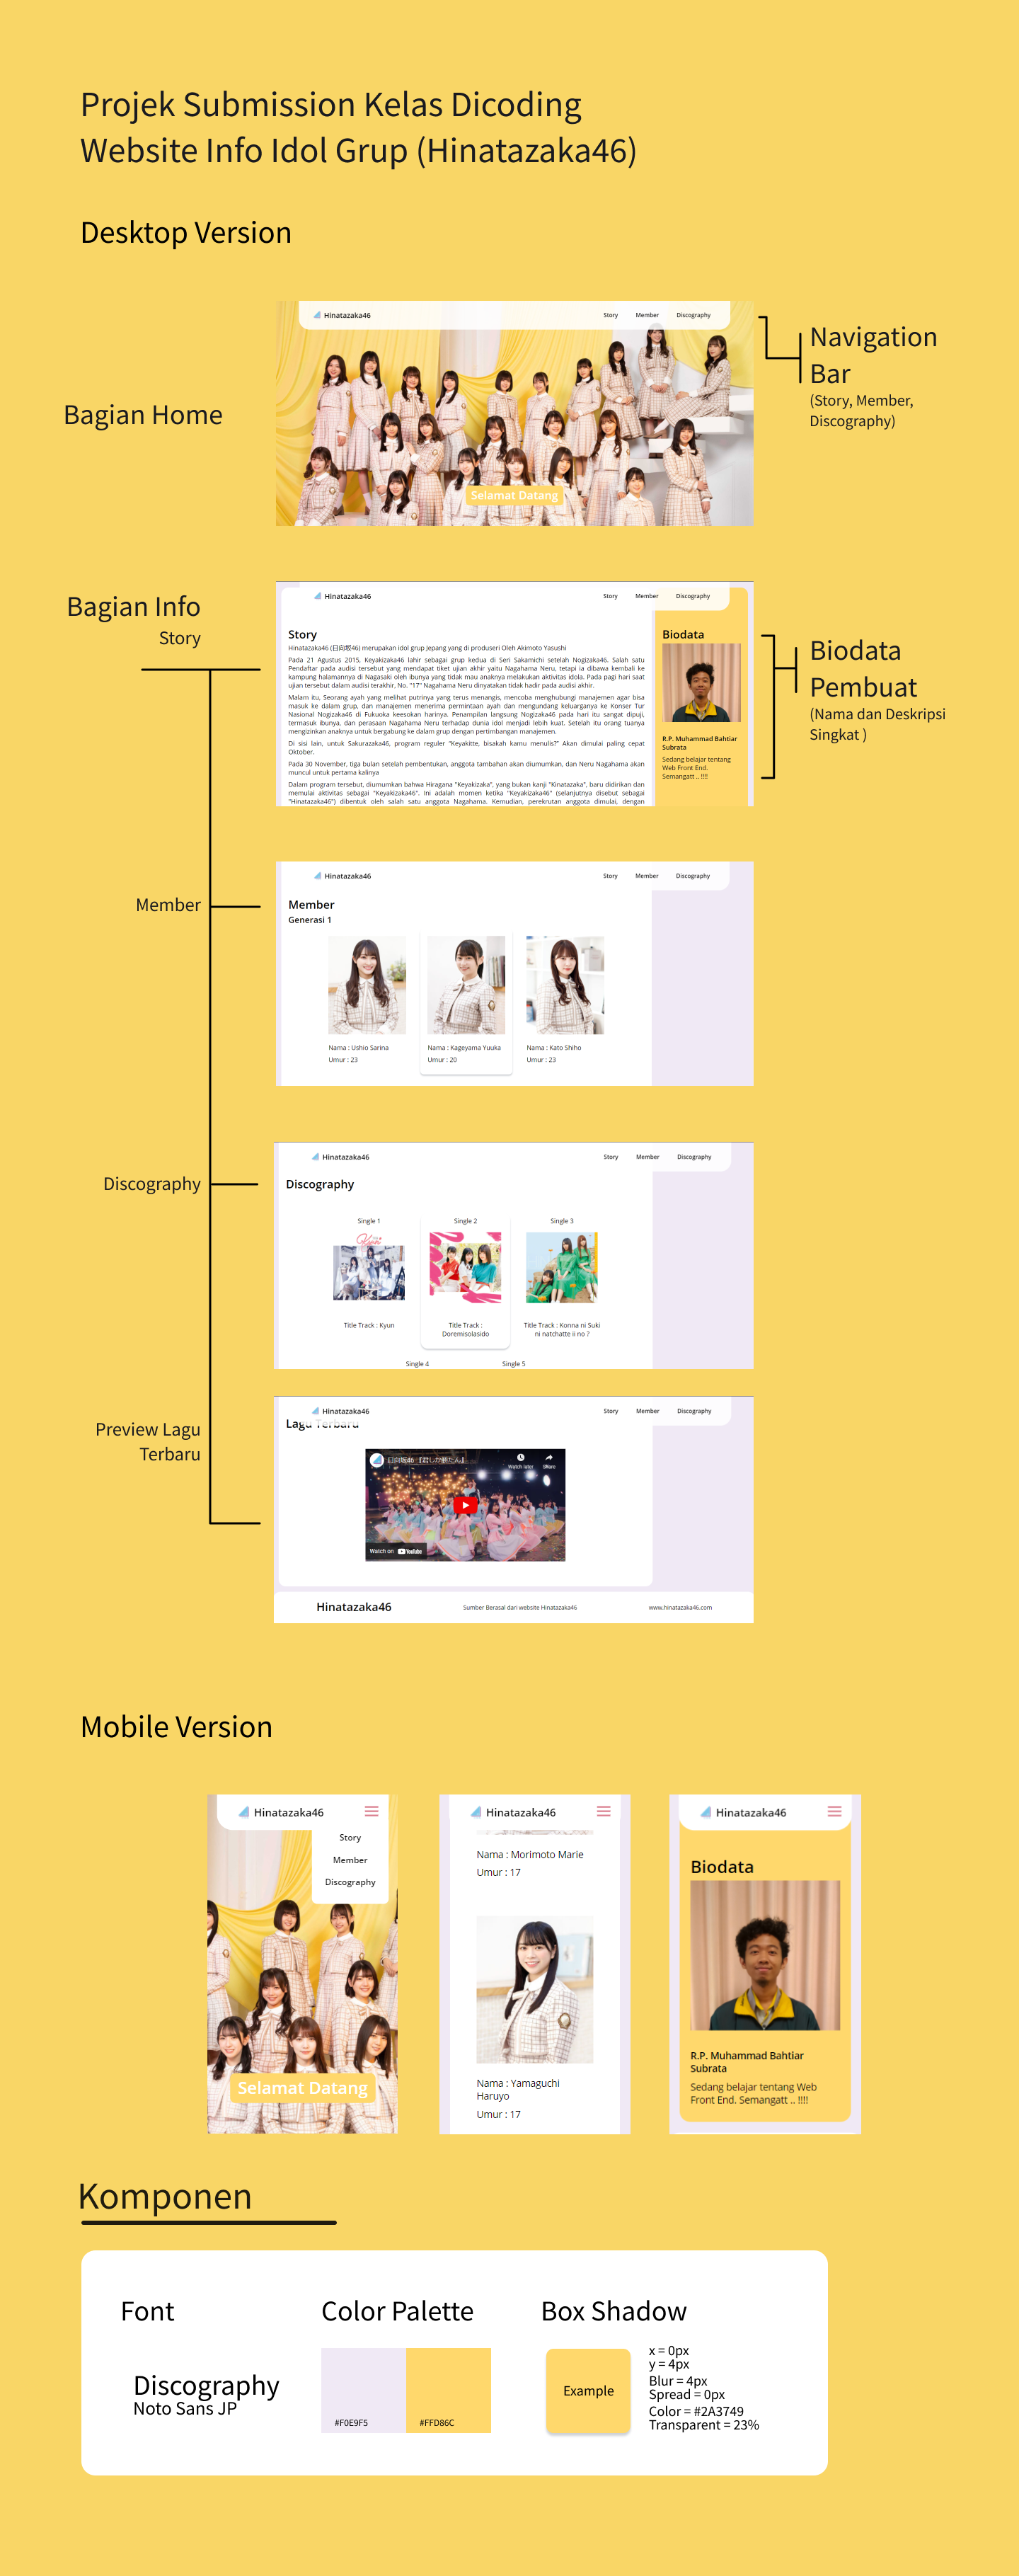 Projek Submission Kelas Dicoding
Website Info Idol Grup (Hinatazaka46)
Desktop Version
Bagian Home
Hinatazaka46
Story
Member
Discography
Selamat Datang
Navigation
Bar
(Story, Member,
Discography)
Bagian Info
Story
Hinatazaka46
Story
Member
Discography
Story
Hinatazaka46 (日向坂46) merupakan idol grup Jepang yang di produseri Oleh Akimoto Yasushi
Pada 21 Agustus 2015, Keyakizaka46 lahir sebagai grup kedua di Seri Sakamichi setelah Nogizaka46. Salah satu
Pendaftar pada audisi tersebut yang mendapat tiket ujian akhir yaitu Nagahama Neru, tetapi ia dibawa kembali ke
kampung halamannya di Nagasaki oleh ibunya yang tidak mau anaknya melakukan aktivitas idola. Pada pagi hari saat
ujian tersebut dalam audisi terakhir, No. "17" Nagahama Neru dinyatakan tidak hadir pada audisi akhir.
Malam itu, Seorang ayah yang melihat putrinya yang terus menangis, mencoba menghubungi manajemen agar bisa
masuk ke dalam grup, dan manajemen menerima permintaan ayah dan mengundang keluarganya ke Konser Tur
Nasional Nogizaka46 di Fukuoka keesokan harinya. Penampilan langsung Nogizaka46 pada hari itu sangat dipuji,
termasuk ibunya, dan perasaan Nagahama Neru terhadap dunia idol menjadi lebih kuat. Setelah itu orang tuanya
mengizinkan anaknya untuk bergabung ke dalam grup dengan pertimbangan manajemen.
Di sisi lain, untuk Sakurazaka46, program reguler "Keyakitte, bisakah kamu menulis?" Akan dimulai paling cepat
Oktober.
Pada 30 November, tiga bulan setelah pembentukan, anggota tambahan akan diumumkan, dan Neru Nagahama akan
muncul untuk pertama kalinya
Dalam program tersebut, diumumkan bahwa Hiragana "Keyakizaka", yang bukan kanji "Kinatazaka", baru didirikan dan
memulai aktivitas sebagai "Keyakizaka46". Ini adalah momen ketika "Keyakizaka46" (selanjutnya disebut sebagai
"Hinatazaka46") dibentuk oleh salah satu anggota Nagahama. Kemudian, perekrutan anggota dimulai, dengan
Biodata
R.P. Muhammad Bahtiar
Subrata
Sedang belajar tentang
Web Front End.
Semangatt .. !!!!
Biodata
Pembuat
(Nama dan Deskripsi
Singkat )
Member
Hinatazaka46
Story
Member
Discography
Member
Generasi 1
Nama : Ushio Sarina
Umur : 23
Nama : Kageyama Yuuka
Umur : 20
Nama : Kato Shiho
Umur : 23
Discography
Hinatazaka46
Story
Member
Discography
Discography
Single 1
Single 2
Single 3
Title Track : Kyun
Title Track :
Doremisolasido
Title Track : Konna ni Suki
ni natchatte ii no ?
Single 4
Single 5
Preview Lagu
Terbaru
Hinatazaka46
Story
Member
Discography
Lagu Terbaru
日向坂46 『君しか勝たん』
Watch later
Share
Watch on YouTube
Hinatazaka46
Sumber Berasal dari website Hinatazaka46
www.hinatazaka46.com
Mobile Version
Hinatazaka46
Story
Member
Discography
Selamat Datang
Hinatazaka46
Nama : Morimoto Marie
Umur : 17
Nama : Yamaguchi
Haruyo
Umur : 17
Hinatazaka46
Biodata
R.P. Muhammad Bahtiar
Subrata
Sedang belajar tentang Web
Front End. Semangatt .. !!!!
Komponen
Font
Discography
Noto Sans JP
Color Palette
#F0E9F5
#FFD86C
Box Shadow
Example
x = 0px
y = 4px
Blur = 4px
Spread = 0px
Color = #2A3749
Transparent = 23%